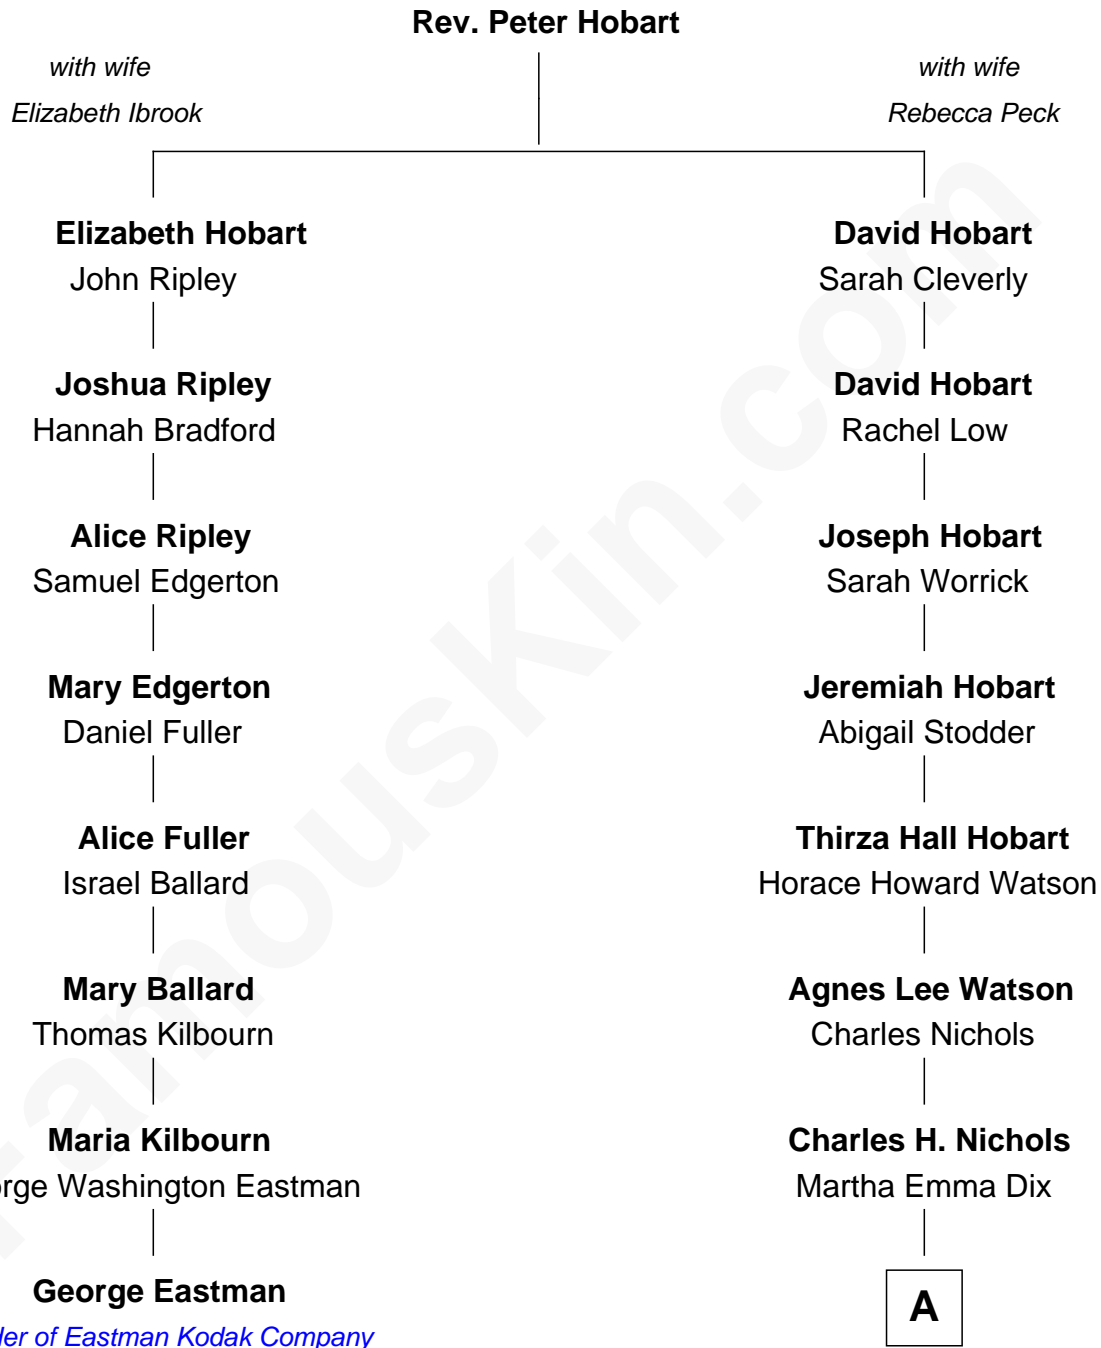 Rev. Peter Hobart
with wife
Elizabeth Ibrook
with wife
Rebecca Peck
Elizabeth Hobart
John Ripley
David Hobart
Sarah Cleverly
Joshua Ripley
Hannah Bradford
David Hobart
Rachel Low
Alice Ripley
Samuel Edgerton
Joseph Hobart
Sarah Worrick
Mary Edgerton
Daniel Fuller
Jeremiah Hobart
Abigail Stodder
Alice Fuller
Israel Ballard
Thirza Hall Hobart
Horace Howard Watson
Mary Ballard
Thomas Kilbourn
Agnes Lee Watson
Charles Nichols
Maria Kilbourn
Washington Eastman
Charles H. Nichols
Martha Emma Dix
George Eastman
of Eastman Kodak Company
A
FamousKin.com